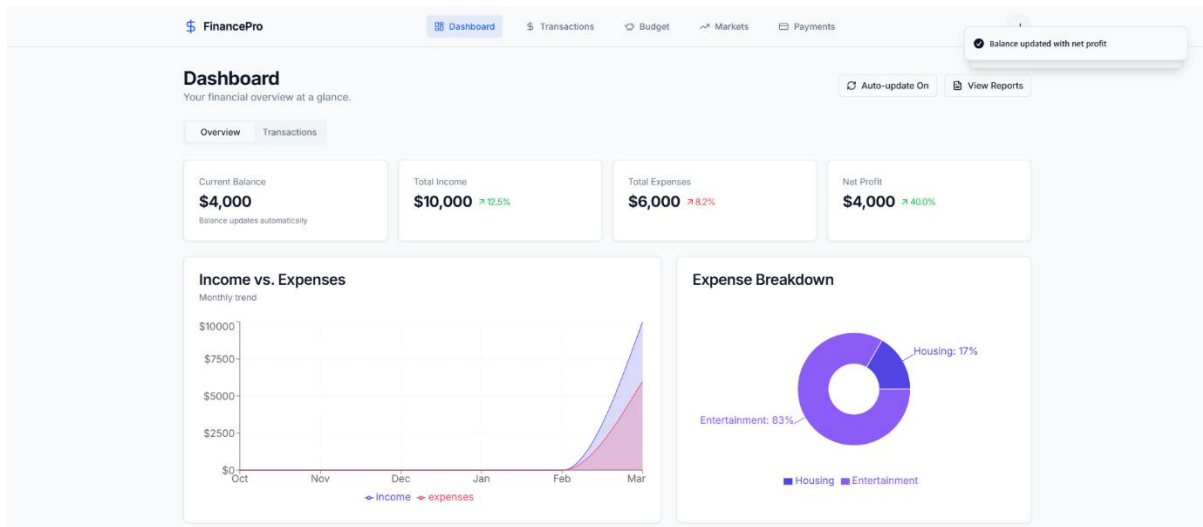 FinancePro
Dashboard
Transactions
Budget
Markets
Payments
Balance updated with net profit
Dashboard
Your financial overview at a glance.
Auto-update On
View Reports
Overview
Transactions
Current Balance
$4,000
Balance updates automatically
Total Income
$10,000 12.5%
Total Expenses
$6,000 8.2%
Net Profit
$4,000 40.0%
Income vs. Expenses
Monthly trend
$10000
$7500
$5000
$2500
$0
Oct Nov Dec Jan Feb Mar
income expenses
Expense Breakdown
Housing: 17%
Entertainment: 83%
Housing Entertainment